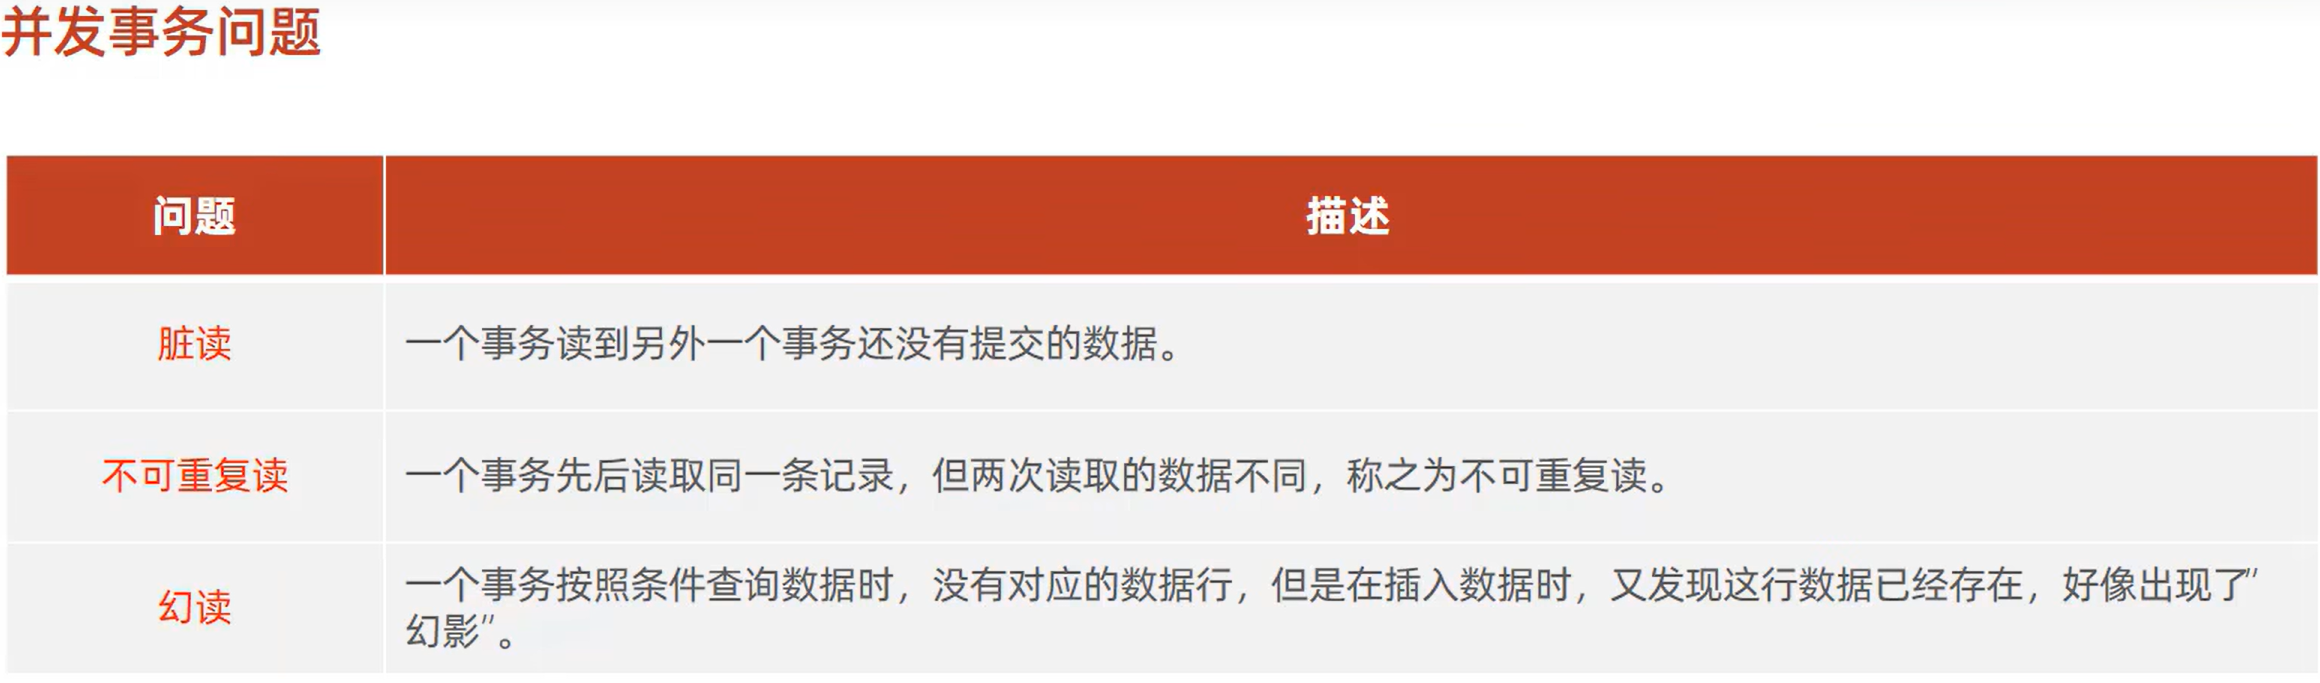 并发事务问题
问题
描述
脏读
一个事务读到另外一个事务还没有提交的数据。
不可重复读
一个事务先后读取同一条记录，但两次读取的数据不同，称之为不可重复读。
幻读
一个事务按照条件查询数据时，没有对应的数据行，但是在插入数据时，又发现这行数据已经存在，好像出现了”
幻影”。